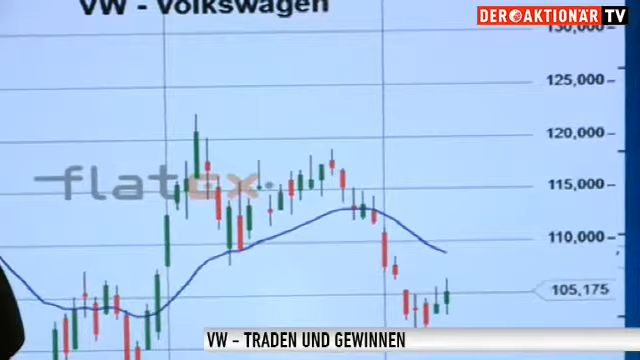 VW - Volkswagen
DER AKTIONÄR TV
130,000
125,000
120,000
flatex
115,000
110,000
105,175
VW – TRADEN UND GEWINNEN